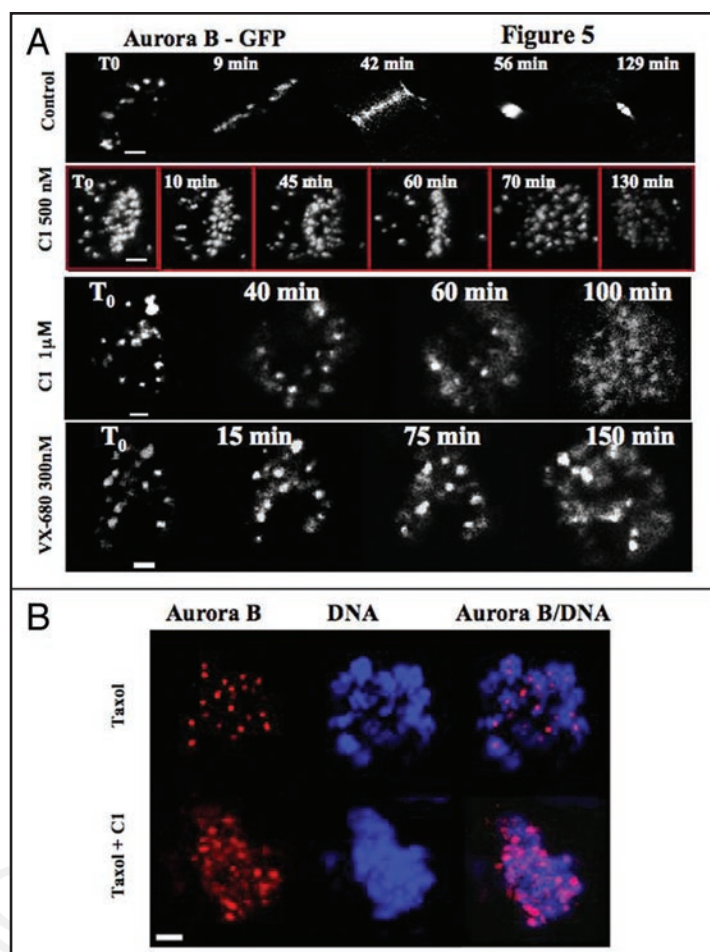 A
Aurora B - GFP
Figure 5
Control
T0
9 min
42 min
56 min
129 min
C1 500 nM
To
10 min
45 min
60 min
70 min
130 min
C1 1µM
T0
40 min
60 min
100 min
VX-680 300nM
T0
15 min
75 min
150 min
B
Aurora B
DNA
Aurora B/DNA
Taxol
Taxol + C1